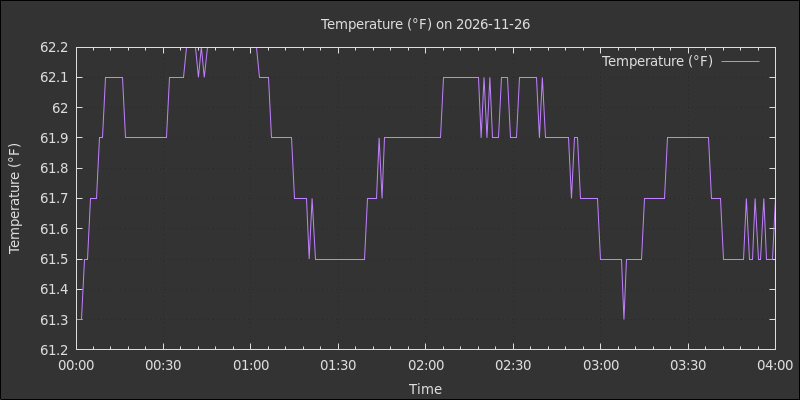 Temperature (°F) on 2026-11-26
Temperature (°F)
62.2
62.1
62
61.9
61.8
61.7
61.6
61.5
61.4
61.3
61.2
Temperature (°F)
00:00 00:30 01:00 01:30 02:00 02:30 03:00 03:30 04:00
Time